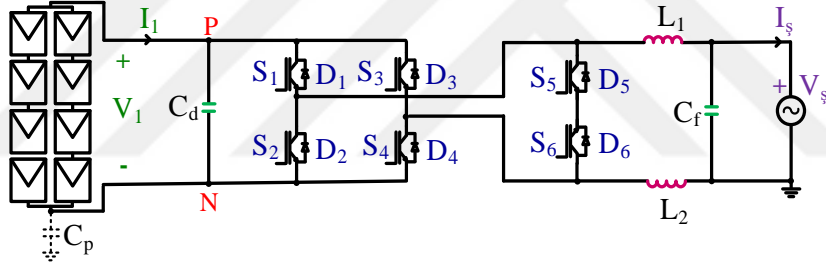 I₁ P L₁ Iş
+ S₁ D₁ S₃ D₃ S₅ D₅ +
V₁ C_d C_f Vş
- S₂ D₂ S₄ D₄ S₆ D₆
N L₂
C_p